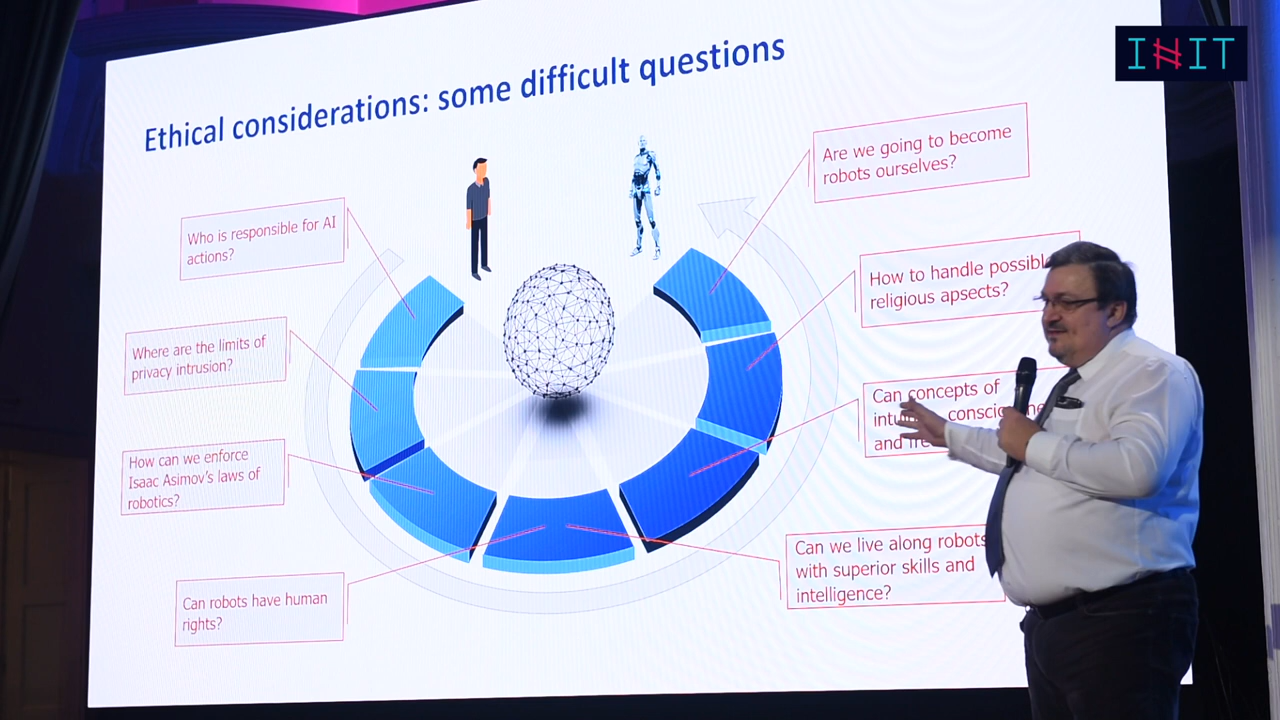 INIT
Ethical considerations: some difficult questions
Who is responsible for AI
actions?
Where are the limits of
privacy intrusion?
How can we enforce
Isaac Asimov's laws of
robotics?
Can robots have human
rights?
Are we going to become
robots ourselves?
How to handle possible
religious apsects?
Can concepts of
and
Can we live along robots
with superior skills and
intelligence?